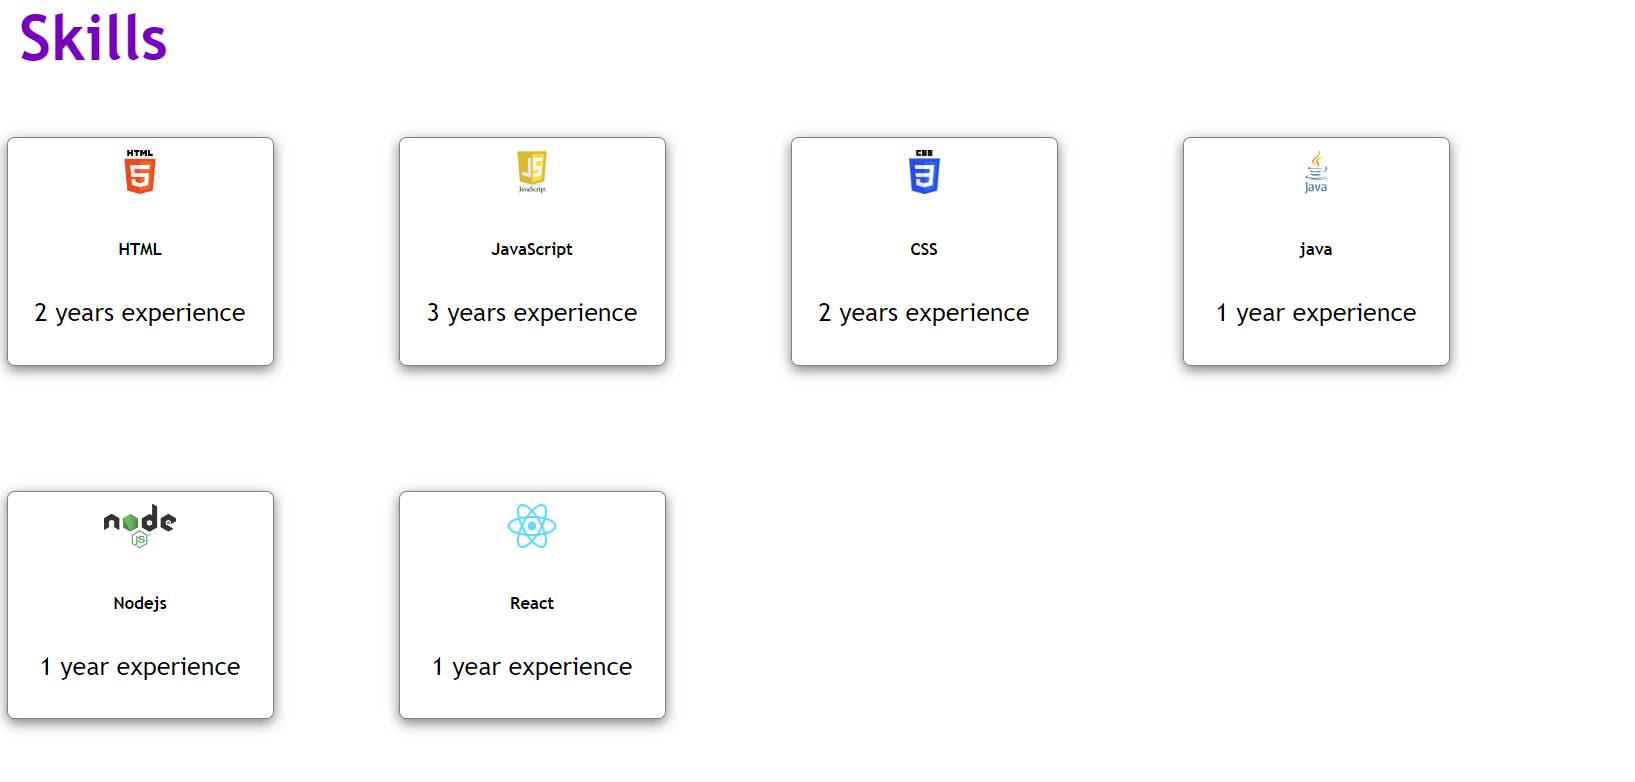 Skills
HTML
HTML
2 years experience
JS
JavaScript
JavaScript
3 years experience
CSS
CSS
2 years experience
Java
java
1 year experience
node
JS
Nodejs
1 year experience
React
1 year experience